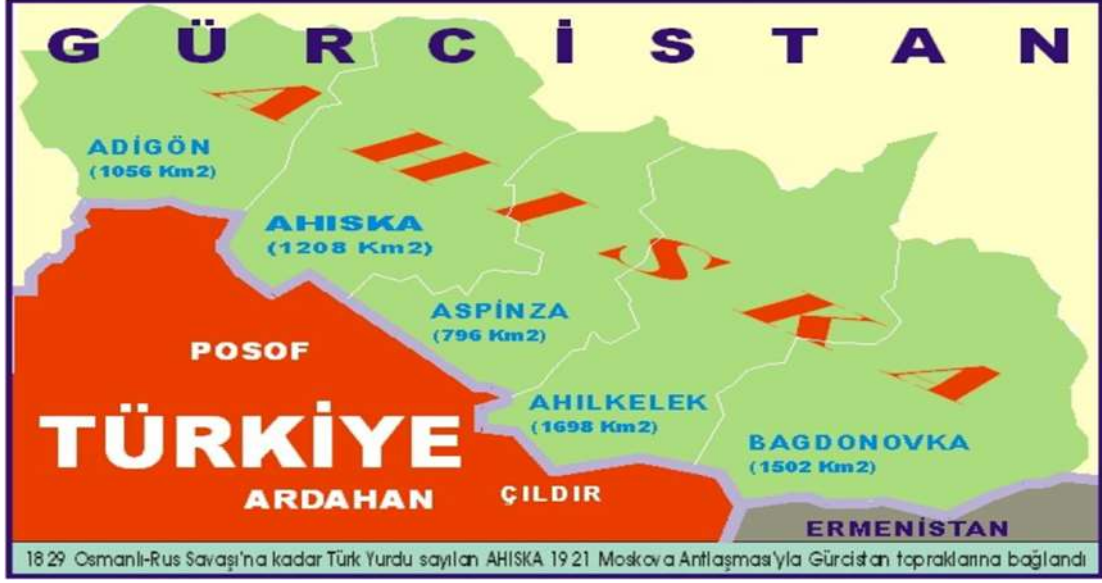 GÜRCİSTAN
AHISKA
ADİGÖN
(1056 Km2)
AHISKA
(1208 Km2)
ASPİNZA
(796 Km2)
POSOF
AHILKELEK
(1698 Km2)
TÜRKİYE
BAGDONOVKA
(1502 Km2)
ARDAHAN
ÇILDIR
ERMENİSTAN
1829 Osmanlı-Rus Savaşı'na kadar Türk Yurdu sayılan AHISKA 1921 Moskova Antlaşması'yla Gürcistan topraklarına bağlandı